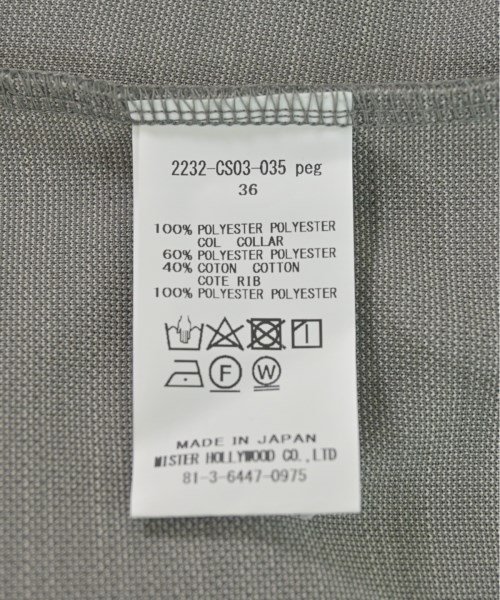 2232-CS03-035 peg
36
100% POLYESTER POLYESTER
COL COLLAR
60% POLYESTER POLYESTER
40% COTON COTTON
COTE RIB
100% POLYESTER POLYESTER
1
F W
MADE IN JAPAN
MISTER HOLLYWOOD CO.,LTD
81-3-6447-0975